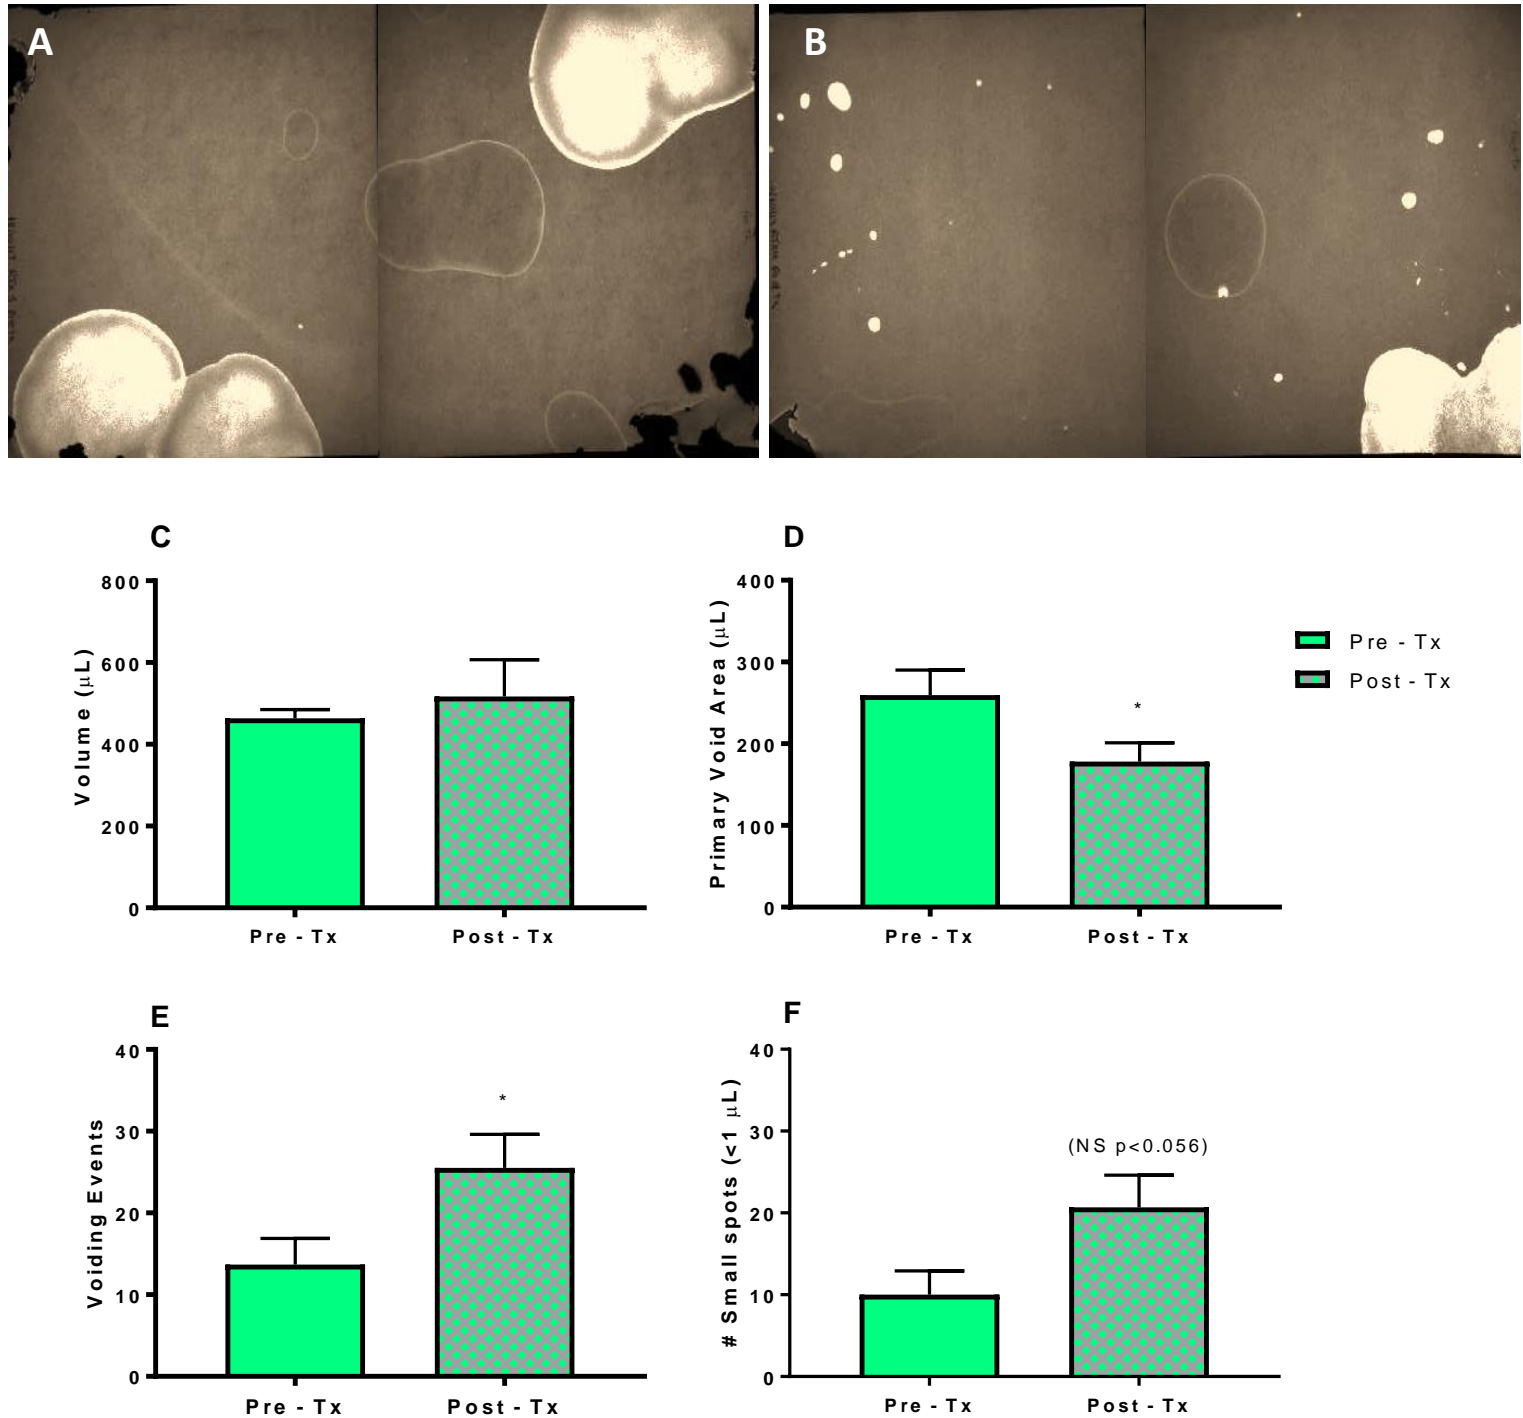 A
B
C
800
600
400
200
0
Volume (μL)
Pre - Tx
Post - Tx
D
400
300
200
100
0
Primary Void Area (μL)
*
Pre - Tx
Post - Tx
Pre - Tx
Post - Tx
E
40
30
20
10
0
Voiding Events
*
Pre - Tx
Post - Tx
F
40
30
20
10
0
# Small spots (<1 μL)
(NS p<0.056)
Pre - Tx
Post - Tx